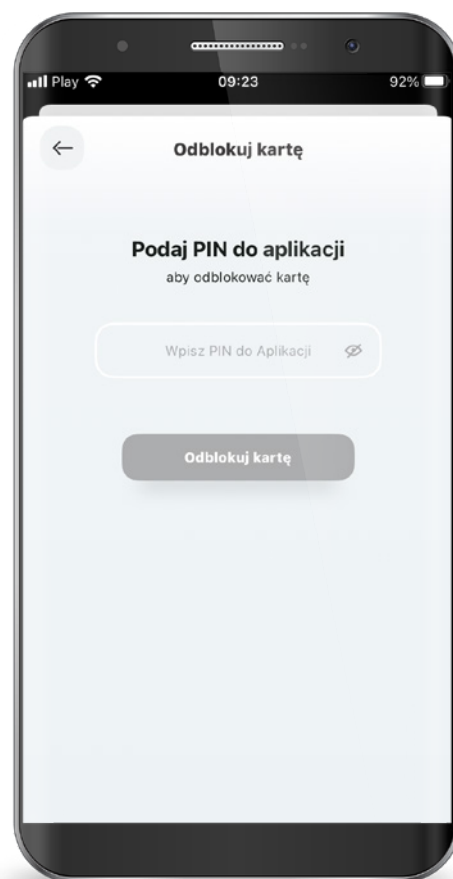 Play 09:23 92%
Odblokuj kartę
Podaj PIN do aplikacji
aby odblokować kartę
Wpisz PIN do Aplikacji
Odblokuj kartę